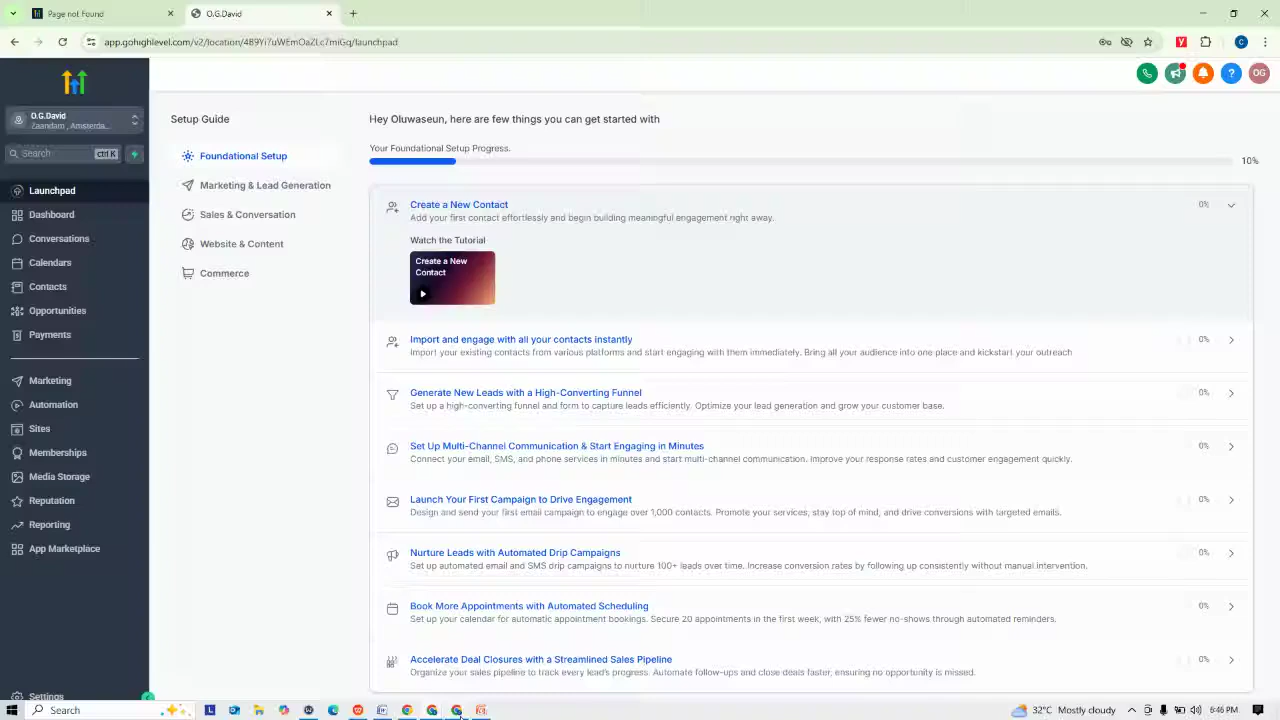 Page not found
O.G.David
app.gohighlevel.com/v2/location/4B9Yi7uWEmOaZLc7miGq/launchpad
C
OG
O.G.David
Zaandam , Amsterda...
Search
ctrl K
Launchpad
Dashboard
Conversations
Calendars
Contacts
Opportunities
Payments
Marketing
Automation
Sites
Memberships
Media Storage
Reputation
Reporting
App Marketplace
Settings
Setup Guide
Foundational Setup
Marketing & Lead Generation
Sales & Conversation
Website & Content
Commerce
Hey Oluwaseun, here are few things you can get started with
Your Foundational Setup Progress.
10%
Create a New Contact
0%
Add your first contact effortlessly and begin building meaningful engagement right away.
Watch the Tutorial
Create a New
Contact
Import and engage with all your contacts instantly
0%
Import your existing contacts from various platforms and start engaging with them immediately. Bring all your audience into one place and kickstart your outreach
Generate New Leads with a High-Converting Funnel
0%
Set up a high-converting funnel and form to capture leads efficiently. Optimize your lead generation and grow your customer base.
Set Up Multi-Channel Communication & Start Engaging in Minutes
0%
Connect your email, SMS, and phone services in minutes and start multi-channel communication. Improve your response rates and customer engagement quickly.
Launch Your First Campaign to Drive Engagement
0%
Design and send your first email campaign to engage over 1,000 contacts. Promote your services, stay top of mind, and drive conversions with targeted emails.
Nurture Leads with Automated Drip Campaigns
0%
Set up automated email and SMS drip campaigns to nurture 100+ leads over time. Increase conversion rates by following up consistently without manual intervention.
Book More Appointments with Automated Scheduling
0%
Set up your calendar for automatic appointment bookings. Secure 20 appointments in the first week, with 25% fewer no-shows through automated reminders.
Accelerate Deal Closures with a Streamlined Sales Pipeline
0%
Organize your sales pipeline to track every lead's progress. Automate follow-ups and close deals faster, ensuring no opportunity is missed.
Search
32°C Mostly cloudy
6:46 PM